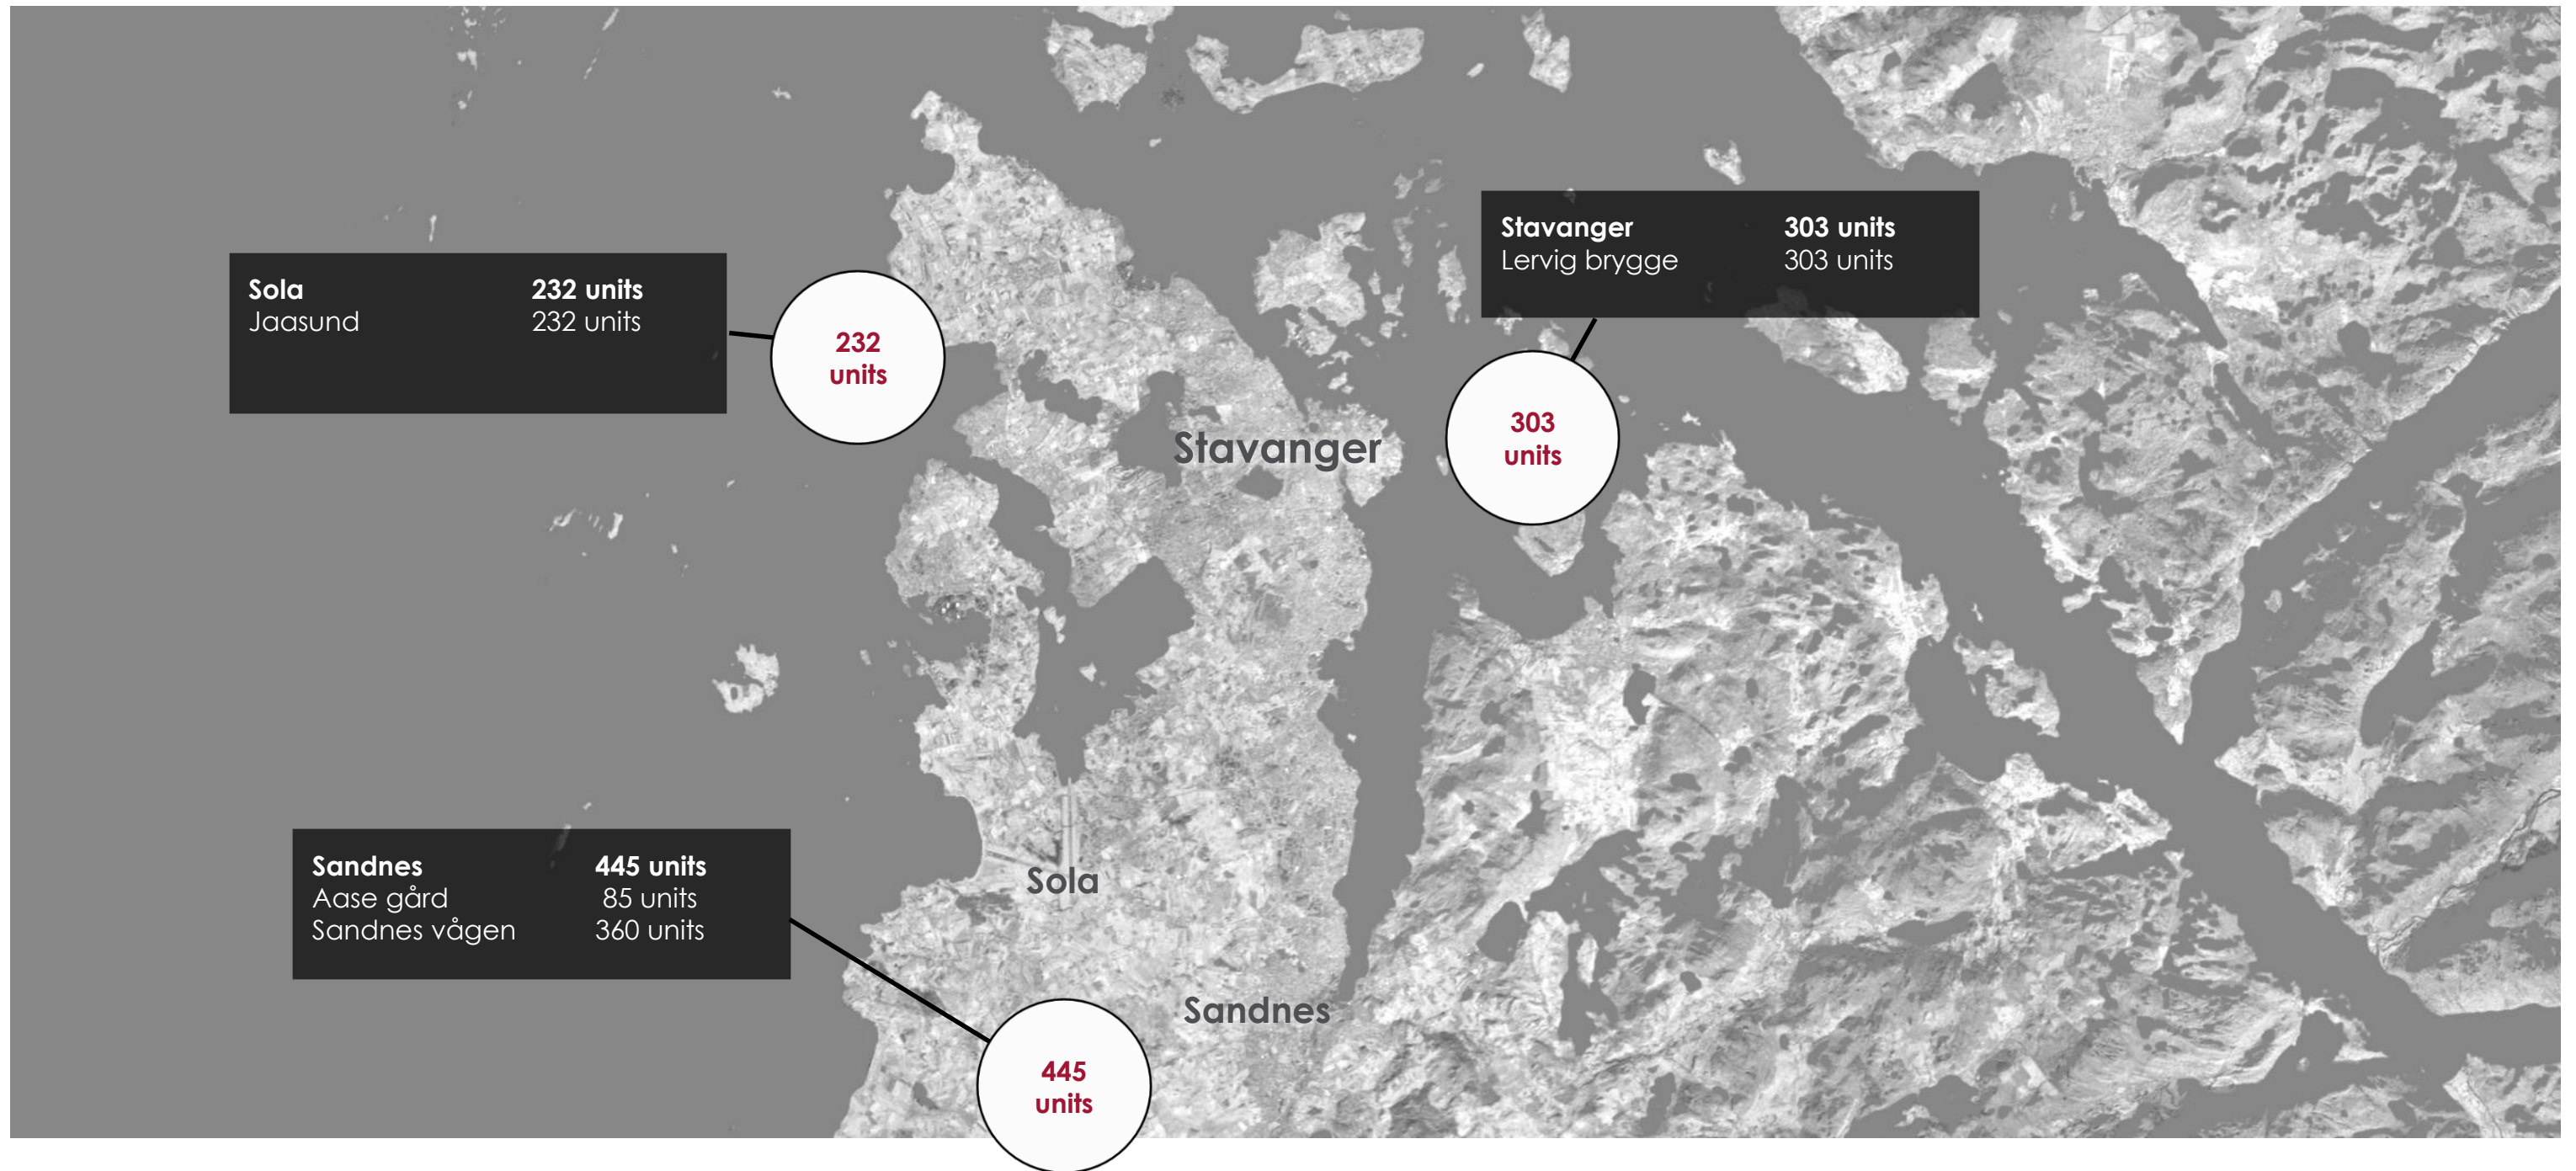 Stavanger 303 units
Lervig brygge 303 units
Sola 232 units
Jaasund 232 units
232
units
303
units
Stavanger
Sandnes 445 units
Aase gård 85 units
Sandnes vågen 360 units
Sola
Sandnes
445
units